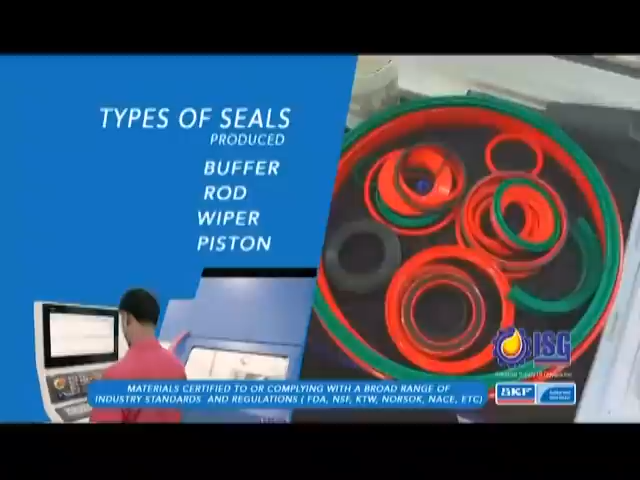 TYPES OF SEALS
PRODUCED
BUFFER
ROD
WIPER
PISTON
MATERIALS CERTIFIED TO OR COMPLYING WITH A BROAD RANGE OF
INDUSTRY STANDARDS AND REGULATIONS ( FDA, NSF, KTW, NORSOK, NACE, ETC)
ISG
SKF